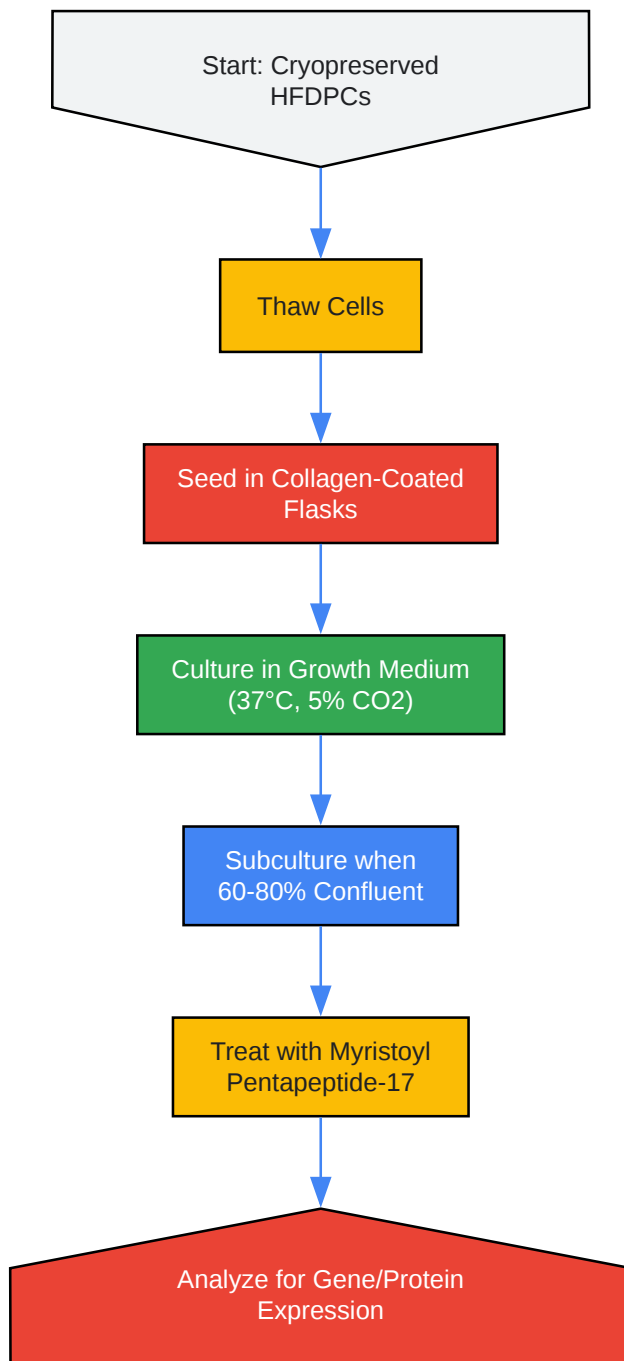 Start: Cryopreserved
HFDPCs
Thaw Cells
Seed in Collagen-Coated
Flasks
Culture in Growth Medium
(37°C, 5% CO2)
Subculture when
60-80% Confluent
Treat with Myristoyl
Pentapeptide-17
Analyze for Gene/Protein
Expression